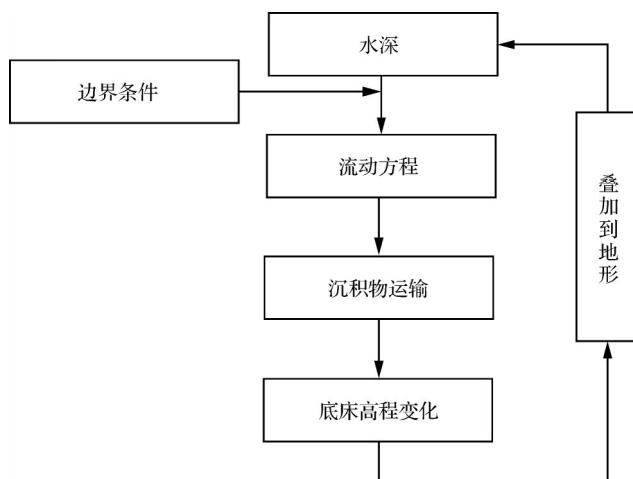 水深
边界条件
流动方程
叠加到地形
沉积物运输
底床高程变化